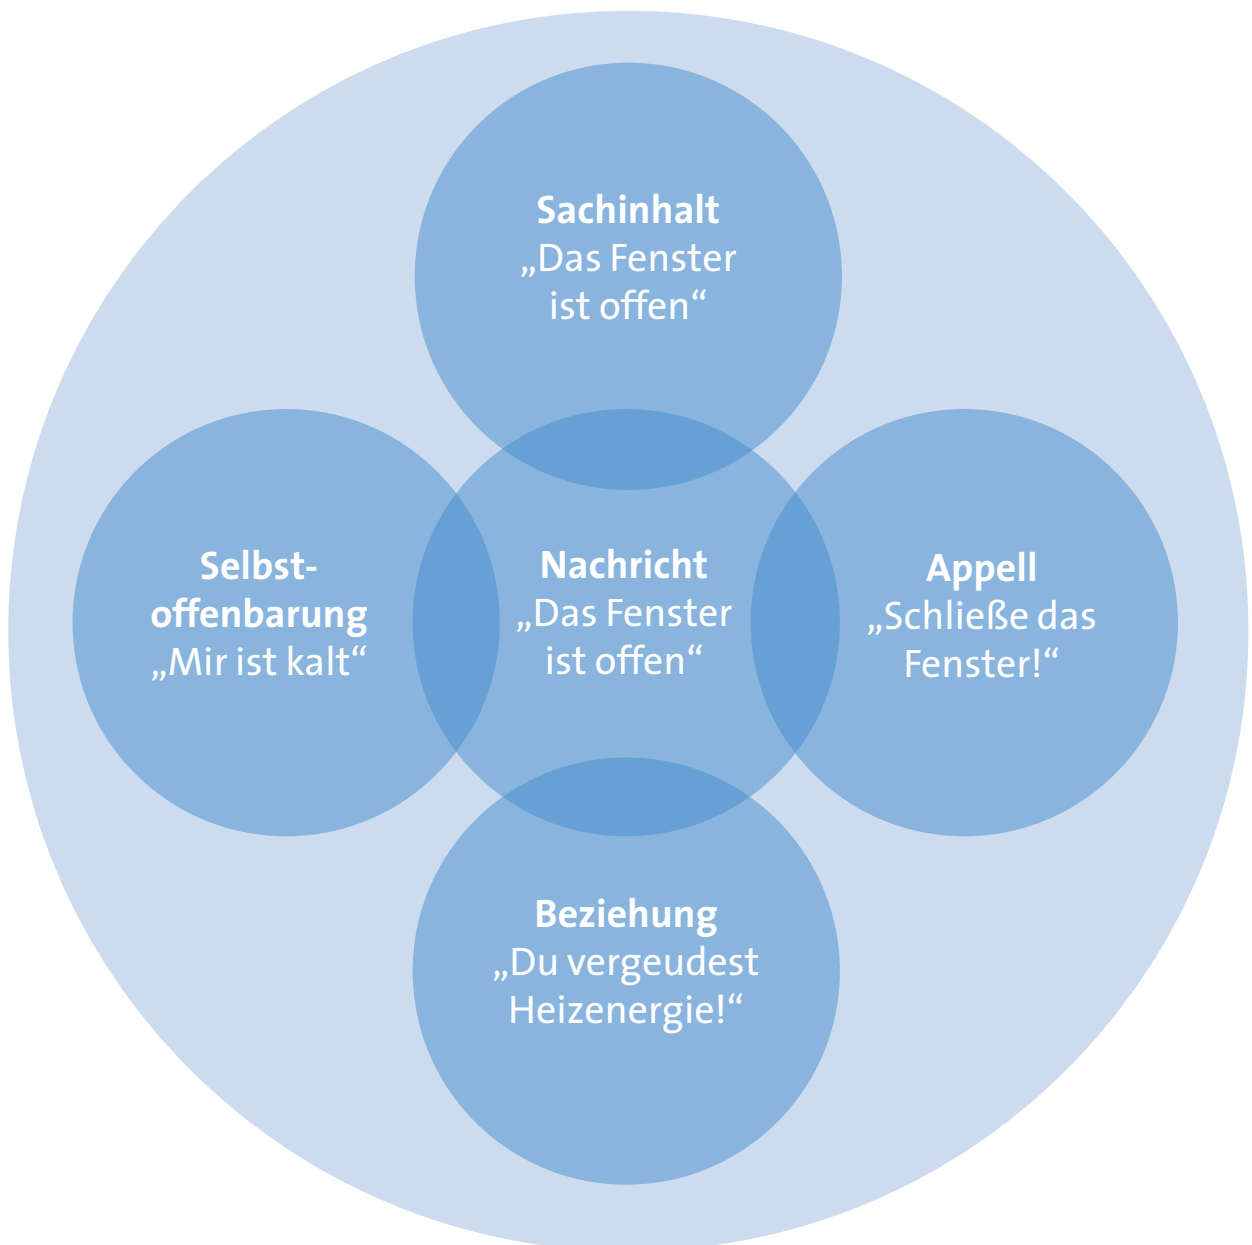 Sachinhalt
„Das Fenster
ist offen“
Selbst-
offenbarung
„Mir ist kalt“
Nachricht
„Das Fenster
ist offen“
Appell
„Schließe das
Fenster!“
Beziehung
„Du vergeudest
Heizenergie!“